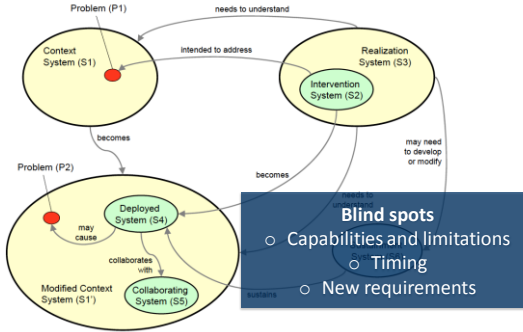 Problem (P1)
needs to understand
Context
System (S1)
intended to address
Realization
System (S3)
Intervention
System (S2)
becomes
may need
to develop
or modify
Problem (P2)
becomes
needs to
understand
Deployed
System (S4)
may
cause
collaborates
with
Collaborating
System (S5)
Modified Context
System (S1')
sustains
Blind spots
○ Capabilities and limitations
○ Timing
○ New requirements